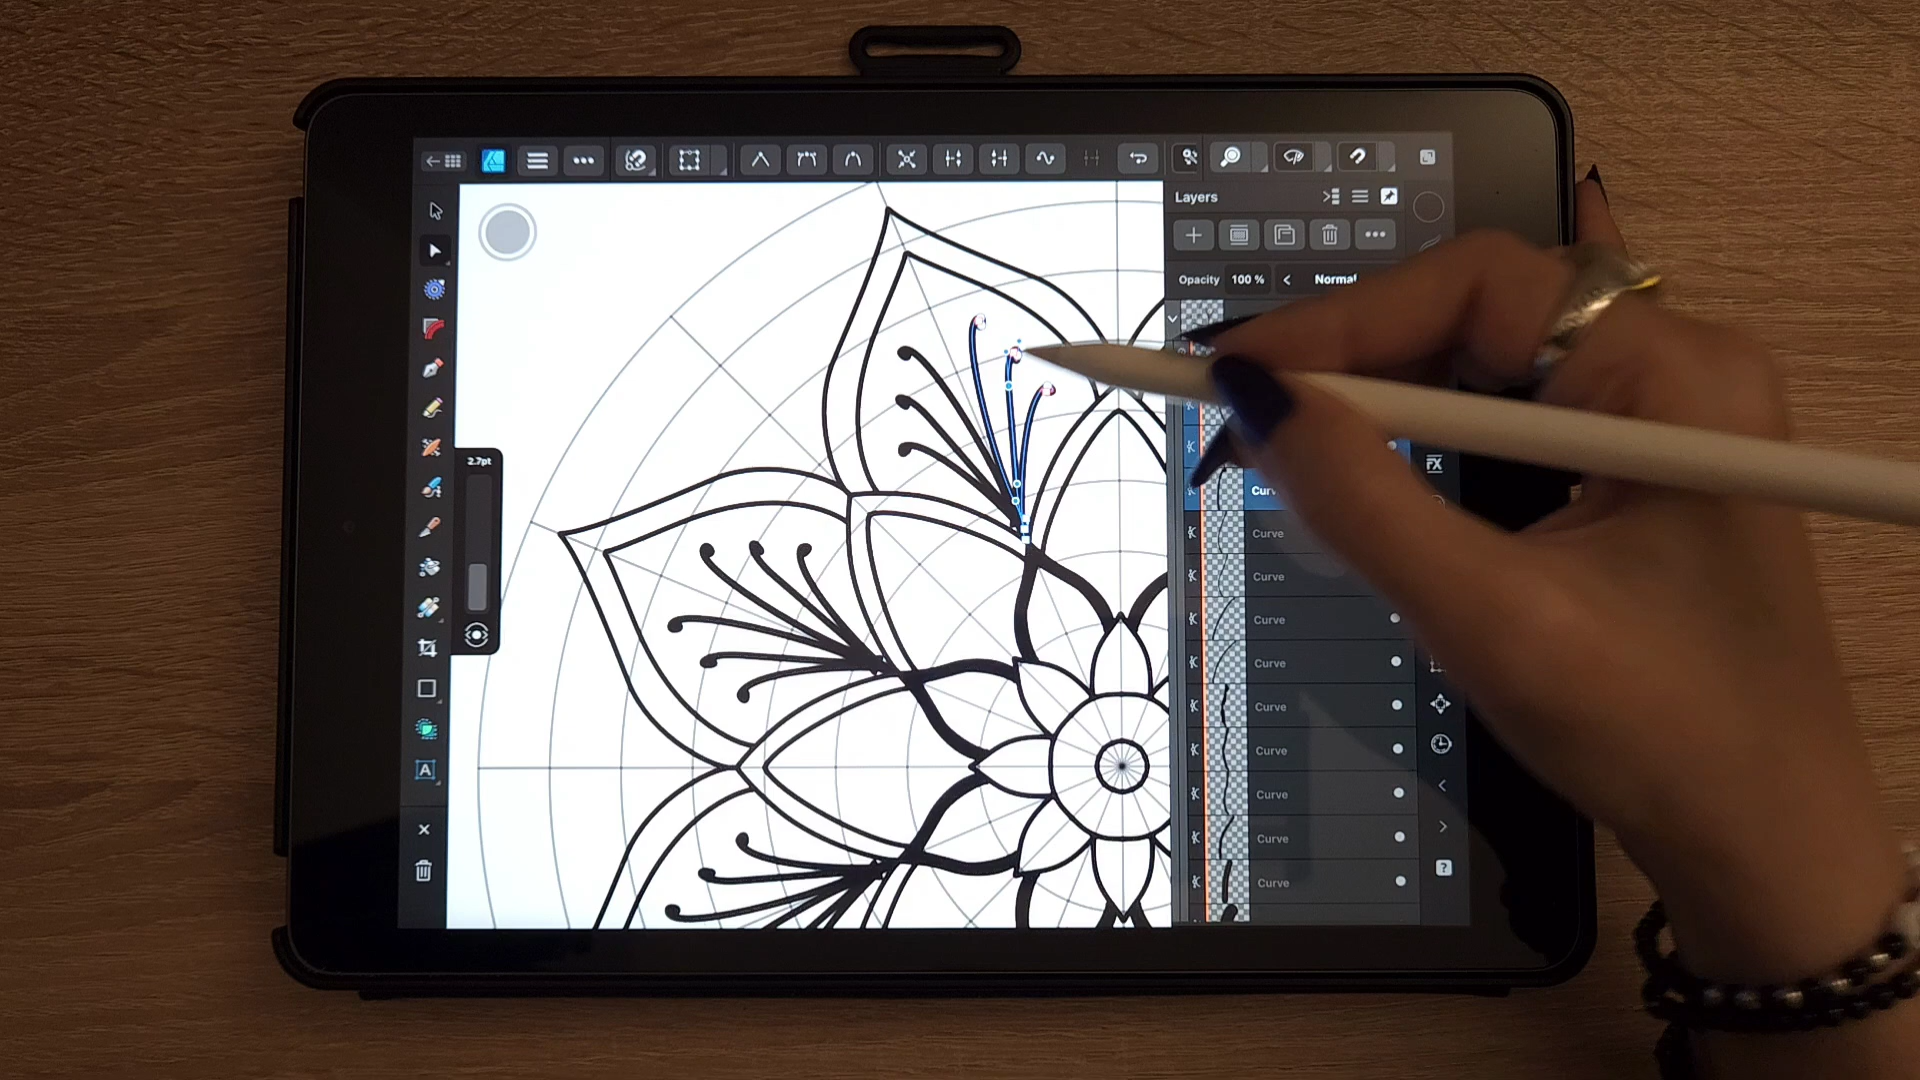 Layers
Opacity 100 % Normal
2.7pt
Curv
FX
Curve
Curve
Curve
Curve
Curve
Curve
A
Curve
Curve
?
Curve